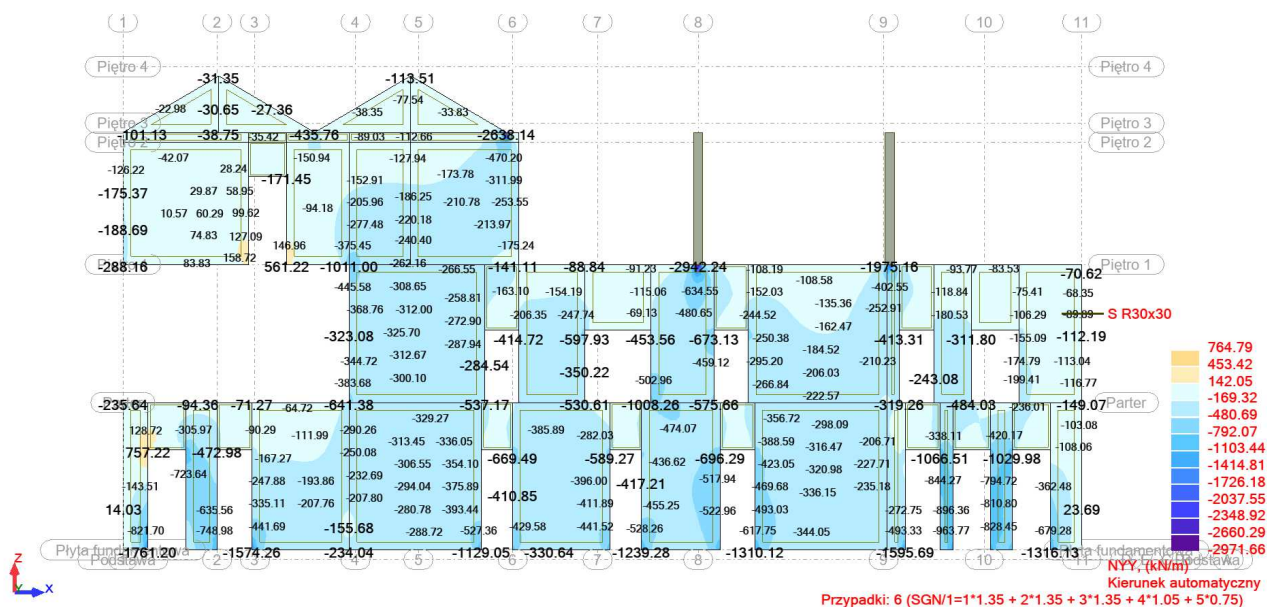 1 2 3 4 5 6 7 8 9 10 11
Piętro 4 -31.35 -113.51 Piętro 4
-22.98 -30.65 -27.36 -38.35 -77.54 -33.83
Piętro 3 Piętro 3
-101.13 -38.75 -35.42 -435.76 -89.03 -112.66 -2638.14
Piętro 2 Piętro 2
-42.07 -150.94 -127.94 -470.20
-126.22 28.24 -171.45 -152.91 -173.78 -311.99
-175.37 29.87 58.95 -205.96 -186.25 -210.78 -253.55
10.57 60.29 99.62 -94.18 -277.48 -220.18 -213.97
-188.69 74.83 127.09 146.96 -375.45 -240.40 -175.24
83.83 158.72
-288.16 561.22 -1011.00 -262.16 -266.55 -141.11 -88.84 -91.23 -2942.24 -108.19 -1975.16 -93.77 -83.53 -70.62 Piętro 1
-445.58 -308.65 -258.81 -163.10 -154.19 -115.06 -634.55 -152.03 -108.58 -402.55 -118.84 -75.41 -68.35
-368.76 -312.00 -272.90 -206.35 -247.74 -69.13 -480.65 -244.52 -135.36 -252.91 -180.53 -106.29 -89.89 S R30x30
-323.08 -325.70 -287.94 -414.72 -597.93 -453.56 -673.13 -250.38 -162.47 -413.31 -311.80 -155.09 -112.19
-344.72 -312.67 -284.54 -350.22 -459.12 -295.20 -184.52 -210.23 -174.79 -113.04
-383.68 -300.10 -502.96 -266.84 -206.03 -243.08 -199.41 -116.77
-222.57
-235.64 -94.36 -71.27 -64.72 -641.38 -537.17 -530.61 -1008.26 -575.66 -319.26 -484.03 -236.01 -149.07 Parter
128.72 -305.97 -90.29 -111.99 -290.26 -329.27 -385.89 -282.03 -474.07 -356.72 -298.09 -338.11 -420.17 -103.08
757.22 -472.98 -167.27 -250.08 -313.45 -336.05 -669.49 -589.27 -436.62 -696.29 -388.59 -316.47 -206.71 -1066.51 -1029.98 -108.06
-143.51 -723.64 -247.88 -193.86 -232.69 -306.55 -354.10 -396.00 -417.21 -517.94 -423.05 -320.98 -227.71 -844.27 -794.72 -362.48
14.03 -635.56 -335.11 -207.76 -207.80 -294.04 -375.89 -410.85 -411.89 -455.25 -522.96 -469.68 -336.15 -235.18 -896.36 -810.80 23.69
-821.70 -748.98 -441.69 -155.68 -280.78 -393.44 -429.58 -441.52 -528.26 -493.03 -272.75 -963.77 -828.45 -679.28
-288.72 -527.36 -617.75 -344.05 -493.33
Płyta fundamentowa -1761.20 -1574.26 -234.04 -1129.05 -330.64 -1239.28 -1310.12 -1595.69 -1316.13
Podstawa
1 2 3 4 5 6 7 8 9 10 11
764.79
453.42
142.05
-169.32
-480.69
-792.07
-1103.44
-1414.81
-1726.18
-2037.55
-2348.92
-2660.29
-2971.66
NYY, (kN/m)
Kierunek automatyczny
Przypadki: 6 (SGN/1=1*1.35 + 2*1.35 + 3*1.35 + 4*1.05 + 5*0.75)
Z
Y X